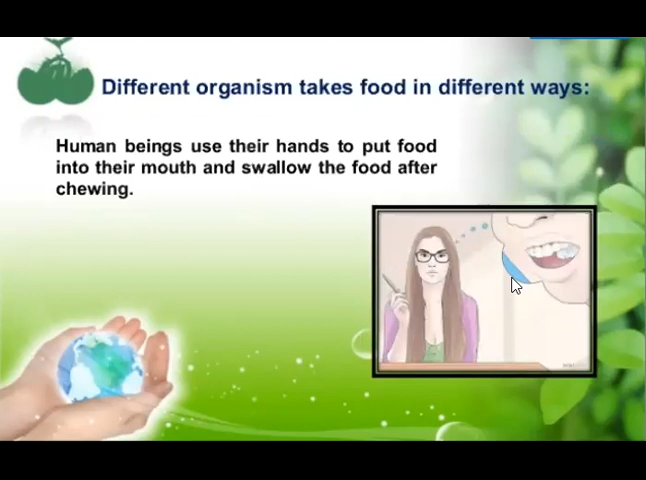 Different organism takes food in different ways:
Human beings use their hands to put food
into their mouth and swallow the food after
chewing.